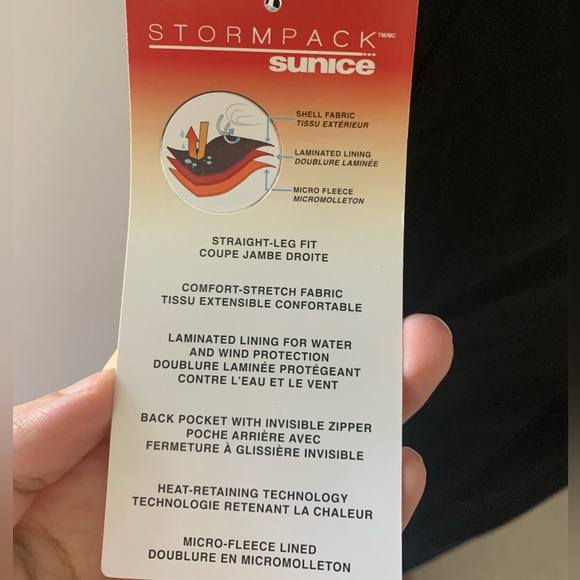 STORMPACK™/MC
sunice
SHELL FABRIC
TISSU EXTÉRIEUR
LAMINATED LINING
DOUBLURE LAMINÉE
MICRO FLEECE
MICROMOLLETON
STRAIGHT-LEG FIT
COUPE JAMBE DROITE
COMFORT-STRETCH FABRIC
TISSU EXTENSIBLE CONFORTABLE
LAMINATED LINING FOR WATER
AND WIND PROTECTION
DOUBLURE LAMINÉE PROTÉGEANT
CONTRE L'EAU ET LE VENT
BACK POCKET WITH INVISIBLE ZIPPER
POCHE ARRIÈRE AVEC
FERMETURE À GLISSIÈRE INVISIBLE
HEAT-RETAINING TECHNOLOGY
TECHNOLOGIE RETENANT LA CHALEUR
MICRO-FLEECE LINED
DOUBLURE EN MICROMOLLETON